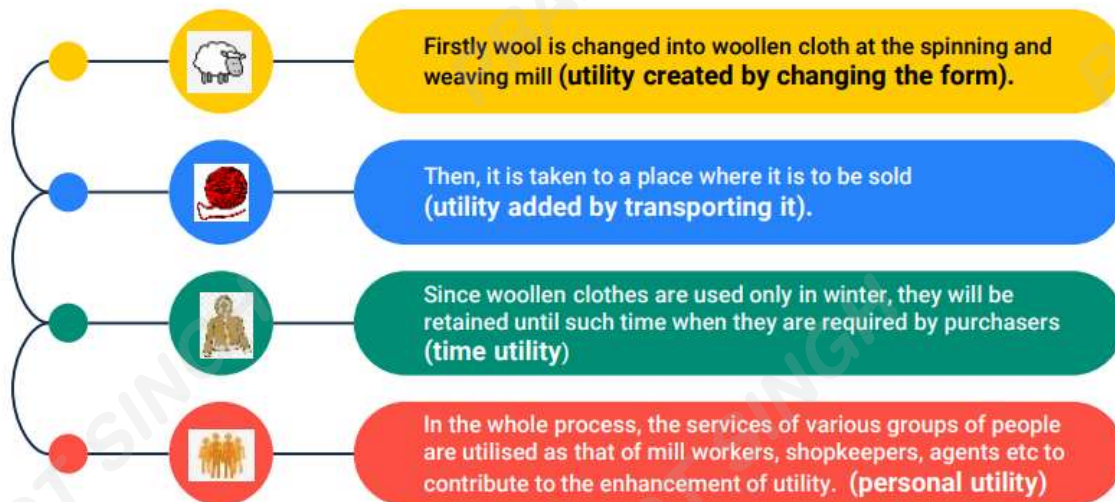 Firstly wool is changed into woollen cloth at the spinning and
weaving mill (utility created by changing the form).
Then, it is taken to a place where it is to be sold
(utility added by transporting it).
Since woollen clothes are used only in winter, they will be
retained until such time when they are required by purchasers
(time utility)
In the whole process, the services of various groups of people
are utilised as that of mill workers, shopkeepers, agents etc to
contribute to the enhancement of utility. (personal utility)